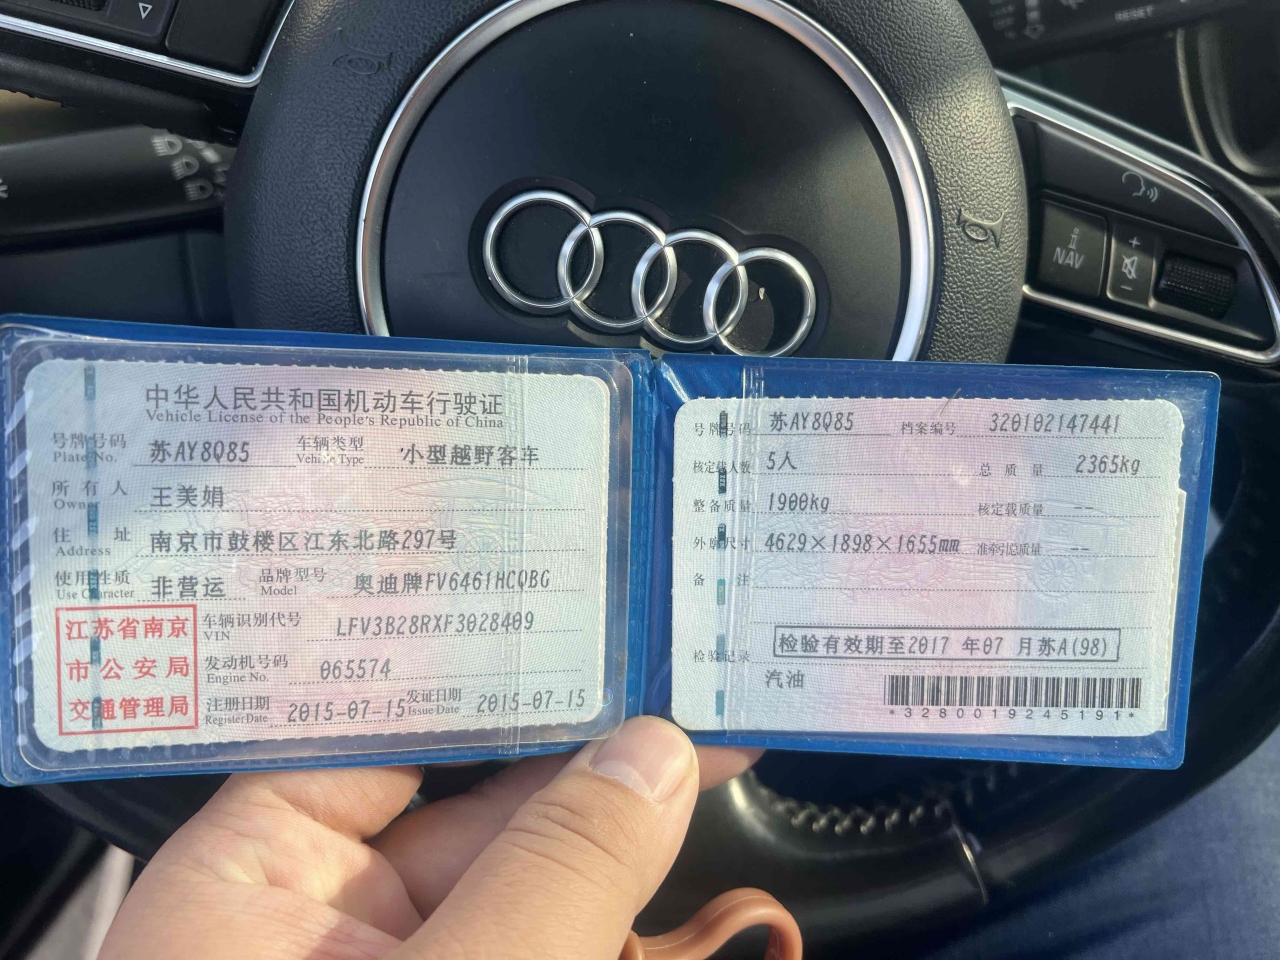 RESET
NAV
中华人民共和国机动车行驶证
Vehicle License of the People's Republic of China
号牌号码 苏AY8Q85 车辆类型 小型越野客车
Plate No. Vehicle Type
所有人 王美娟
Owner
住址 南京市鼓楼区江东北路297号
Address
使用性质 非营运 品牌型号 奥迪牌FV6461HCQBG
Use Character Model
江苏省南京
市公安局
交通管理局
车辆识别代号 LFV3B28RXF3028409
VIN
发动机号码 065574
Engine No.
注册日期 2015-07-15 发证日期 2015-07-15
Register Date Issue Date
号牌号码 苏AY8Q85 档案编号 320102147441
核定载人数 5人 总质量 2365kg
整备质量 1900kg 核定载质量 --
外廓尺寸 4629×1898×1655mm 准牵引总质量 --
备注
检验记录 检验有效期至2017年07月苏A(98)
汽油
*3280019245191*